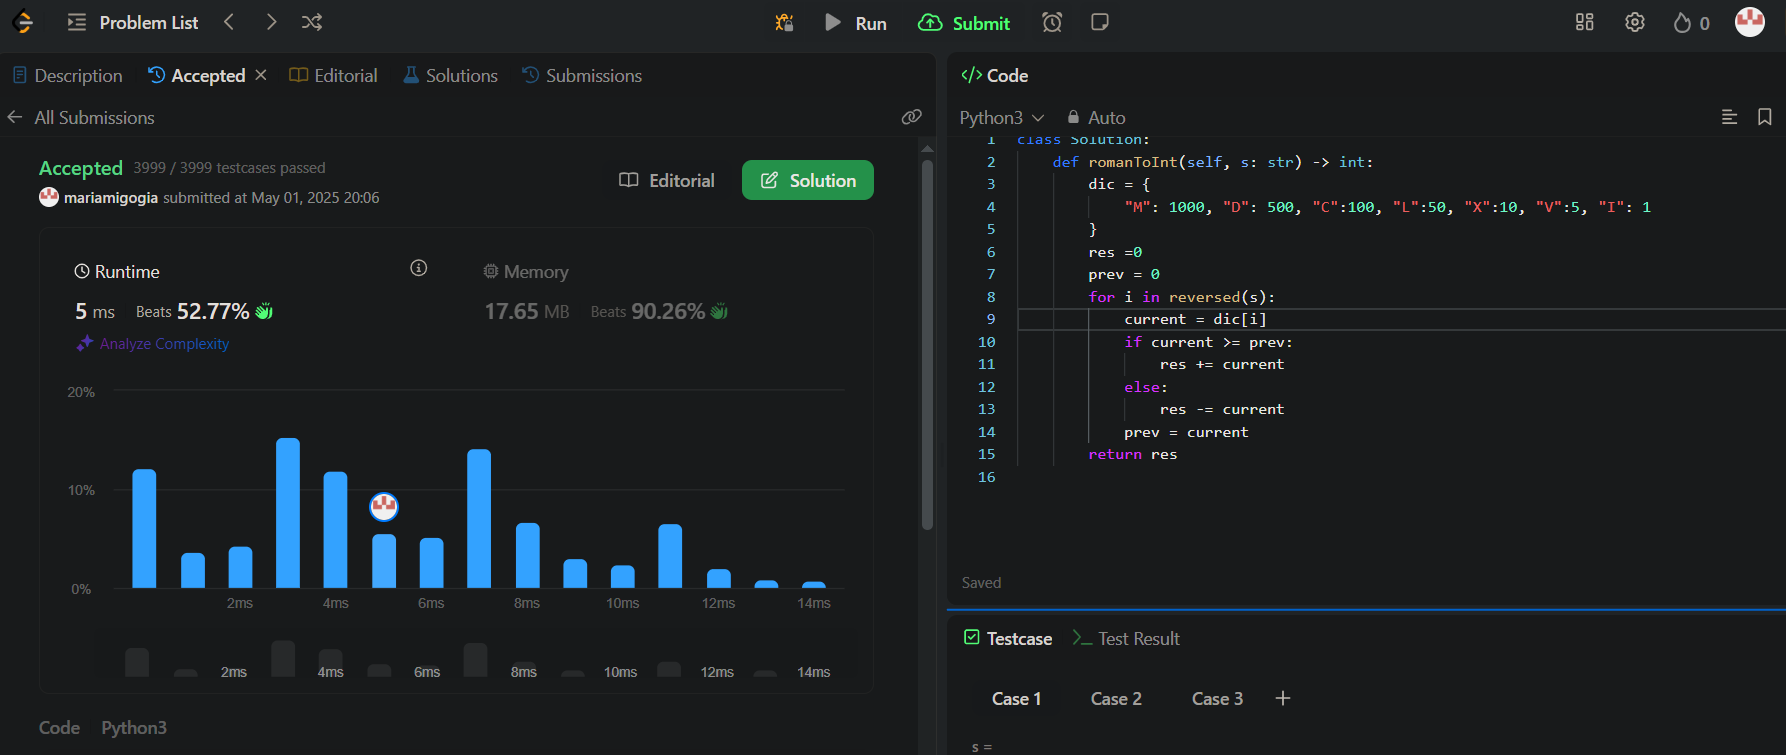 Problem List
Run
Submit
0
Description
Accepted
Editorial
Solutions
Submissions
All Submissions
Accepted 3999 / 3999 testcases passed
mariamigogia submitted at May 01, 2025 20:06
Editorial
Solution
Runtime
5 ms Beats 52.77%
Analyze Complexity
Memory
17.65 MB Beats 90.26%
20%
10%
0%
2ms 4ms 6ms 8ms 10ms 12ms 14ms
2ms 4ms 6ms 8ms 10ms 12ms 14ms
Code Python3
</> Code
Python3 Auto
1 class Solution:
2     def romanToInt(self, s: str) -> int:
3         dic = {
4             "M": 1000, "D": 500, "C":100, "L":50, "X":10, "V":5, "I": 1
5         }
6         res =0
7         prev = 0
8         for i in reversed(s):
9             current = dic[i]
10             if current >= prev:
11                 res += current
12             else:
13                 res -= current
14             prev = current
15         return res
16
Saved
Testcase
Test Result
Case 1 Case 2 Case 3 +
s =